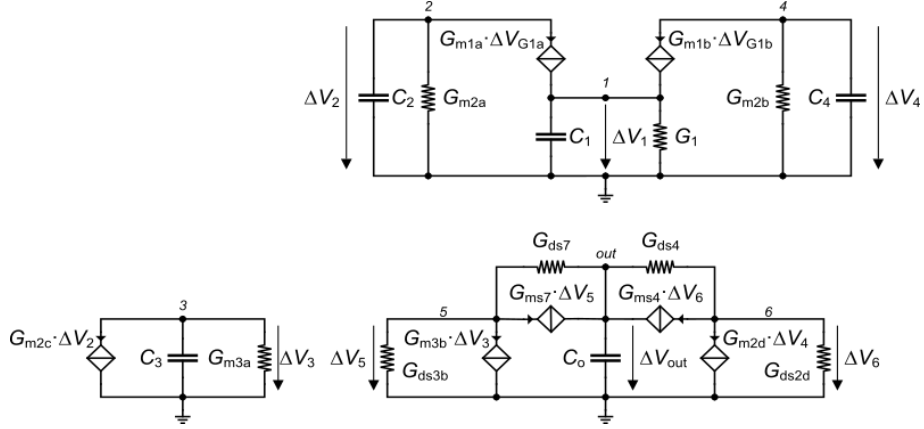 2
4
G_m1a·ΔV_G1a
G_m1b·ΔV_G1b
ΔV_2
C_2
G_m2a
1
G_m2b
C_4
ΔV_4
C_1
ΔV_1
G_1
G_ds7
out
G_ds4
3
5
G_ms7·ΔV_5
G_ms4·ΔV_6
6
G_m2c·ΔV_2
C_3
G_m3a
ΔV_3
ΔV_5
G_m3b·ΔV_3
G_ds3b
C_o
ΔV_out
G_m2d·ΔV_4
G_ds2d
ΔV_6